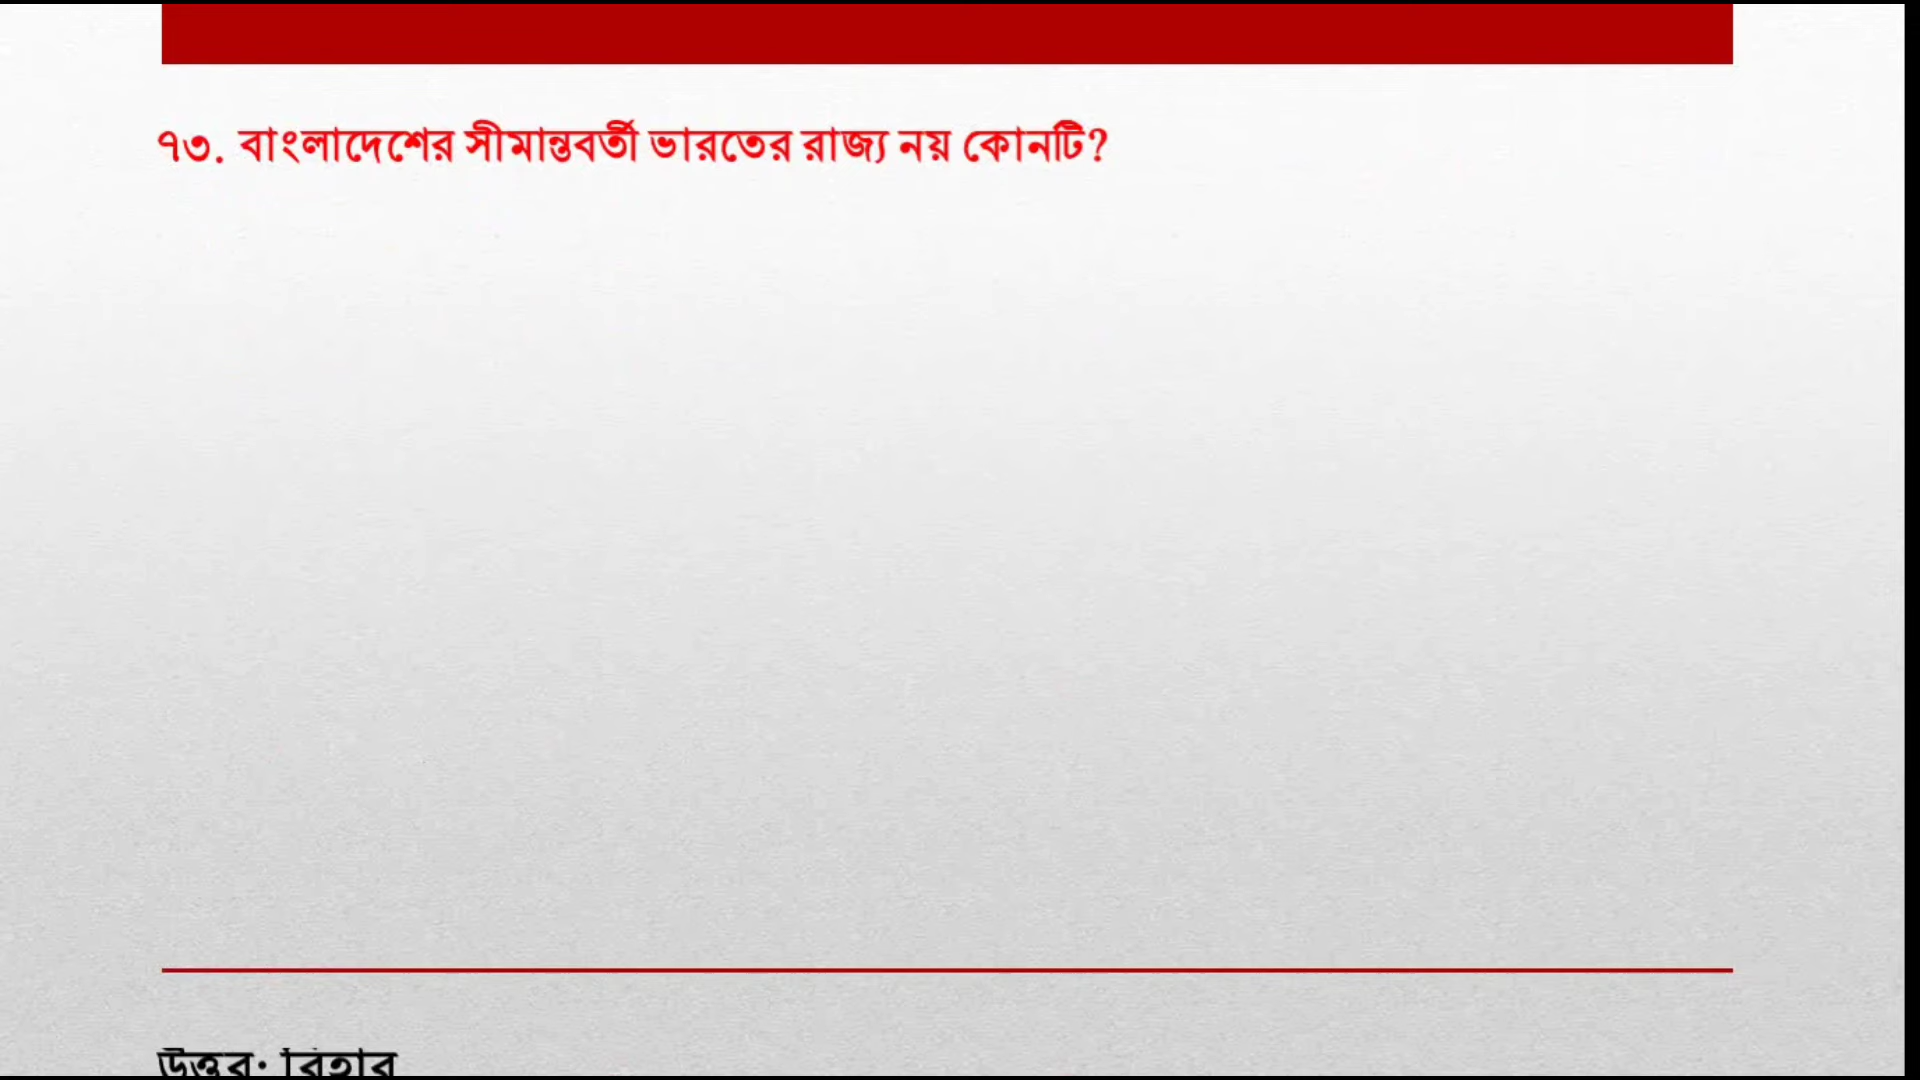 ৭৩. বাংলাদেশের সীমান্তবর্তী ভারতের রাজ্য নয় কোনটি?
উত্তর: বিহার